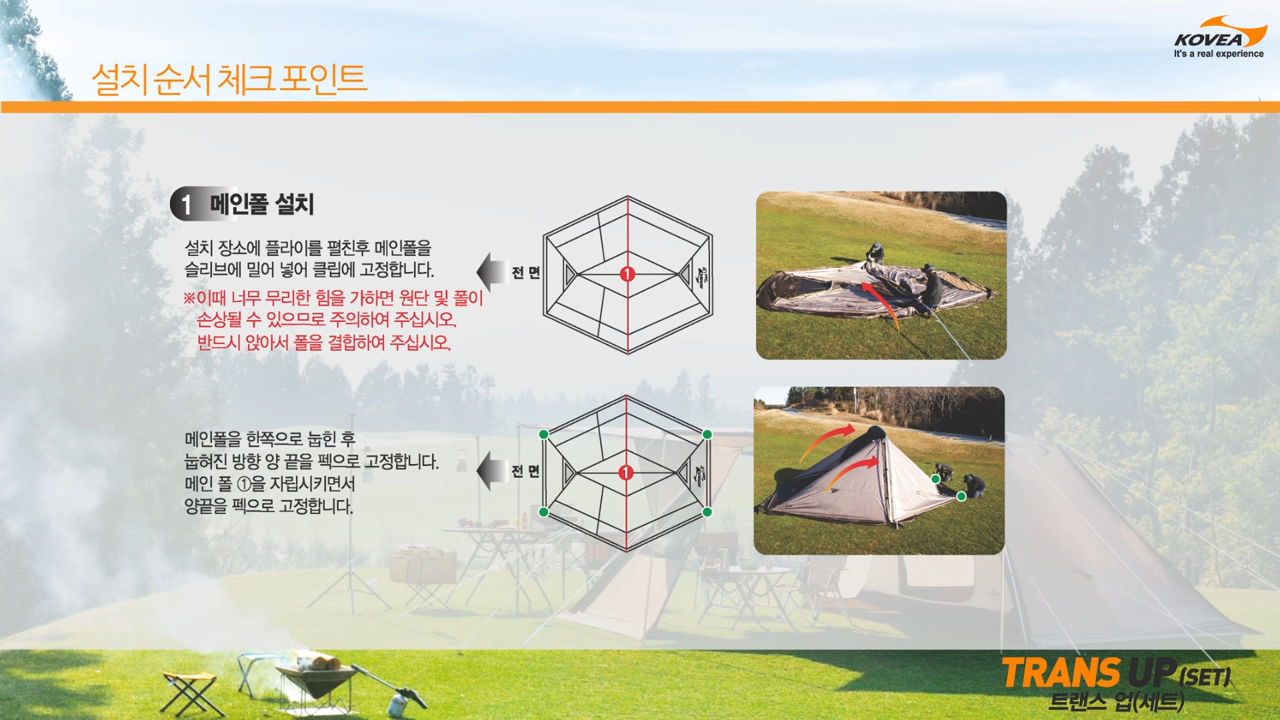 KOVEA
It's a real experience
설치 순서 체크 포인트
1 메인폴 설치
설치 장소에 플라이를 펼친후 메인폴을
슬리브에 밀어 넣어 클립에 고정합니다.
※이때 너무 무리한 힘을 가하면 원단 및 폴이
손상될 수 있으므로 주의하여 주십시오.
반드시 앉아서 폴을 결합하여 주십시오.
전 면
1
메인폴을 한쪽으로 눕힌 후
눕혀진 방향 양 끝을 펙으로 고정합니다.
메인 폴 ①을 자립시키면서
양끝을 펙으로 고정합니다.
전 면
1
TRANS UP (SET)
트랜스 업(세트)